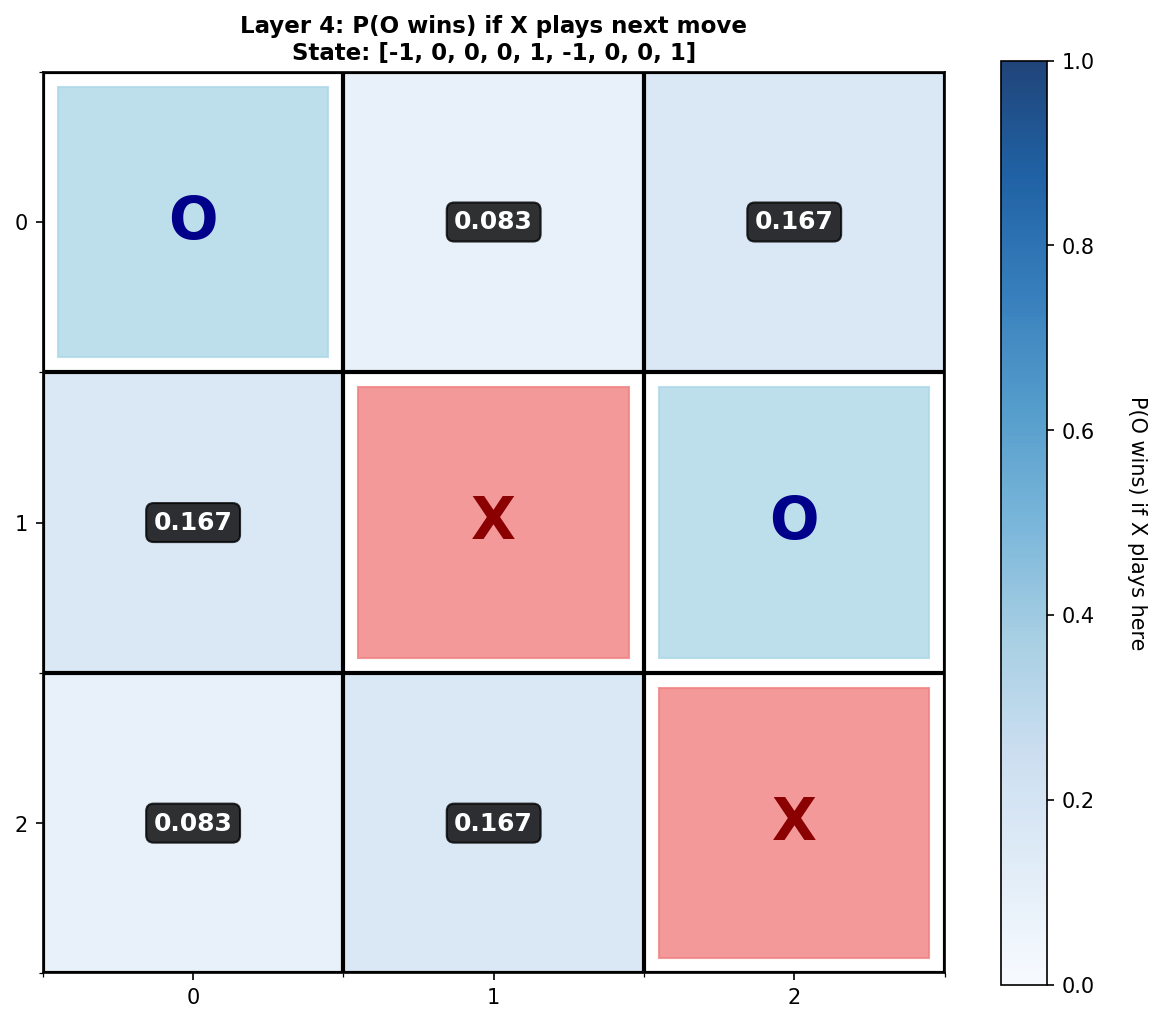 Layer 4: P(O wins) if X plays next move
State: [-1, 0, 0, 0, 1, -1, 0, 0, 1]
0
O
0.083
0.167
1
0.167
X
O
2
0.083
0.167
X
0
1
2
1.0
0.8
0.6
0.4
0.2
0.0
P(O wins) if X plays here